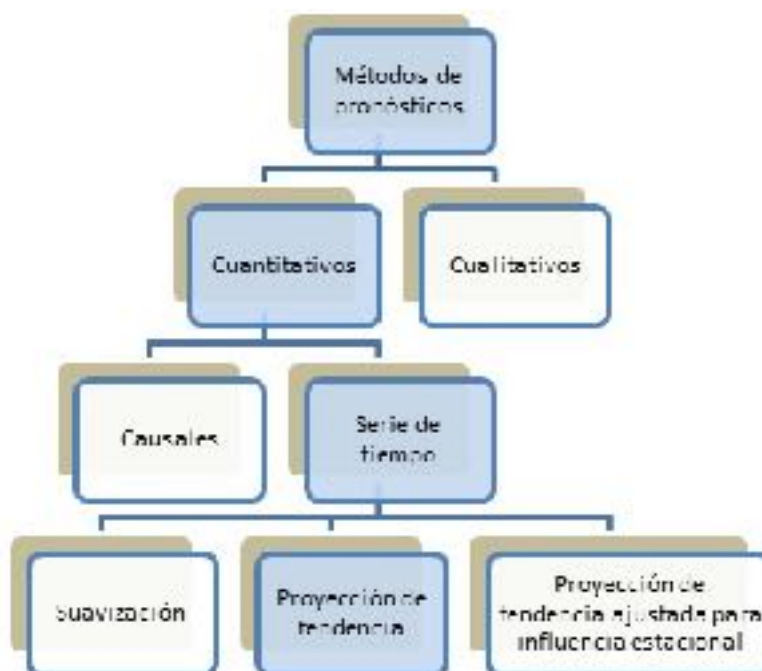 Métodos de
pronósticos
Cuantitativos
Cualitativos
Causales
Serie de
tiempo
Suavización
Proyección de
tendencia
Proyección de
tendencia ajustada para
influencia estacional